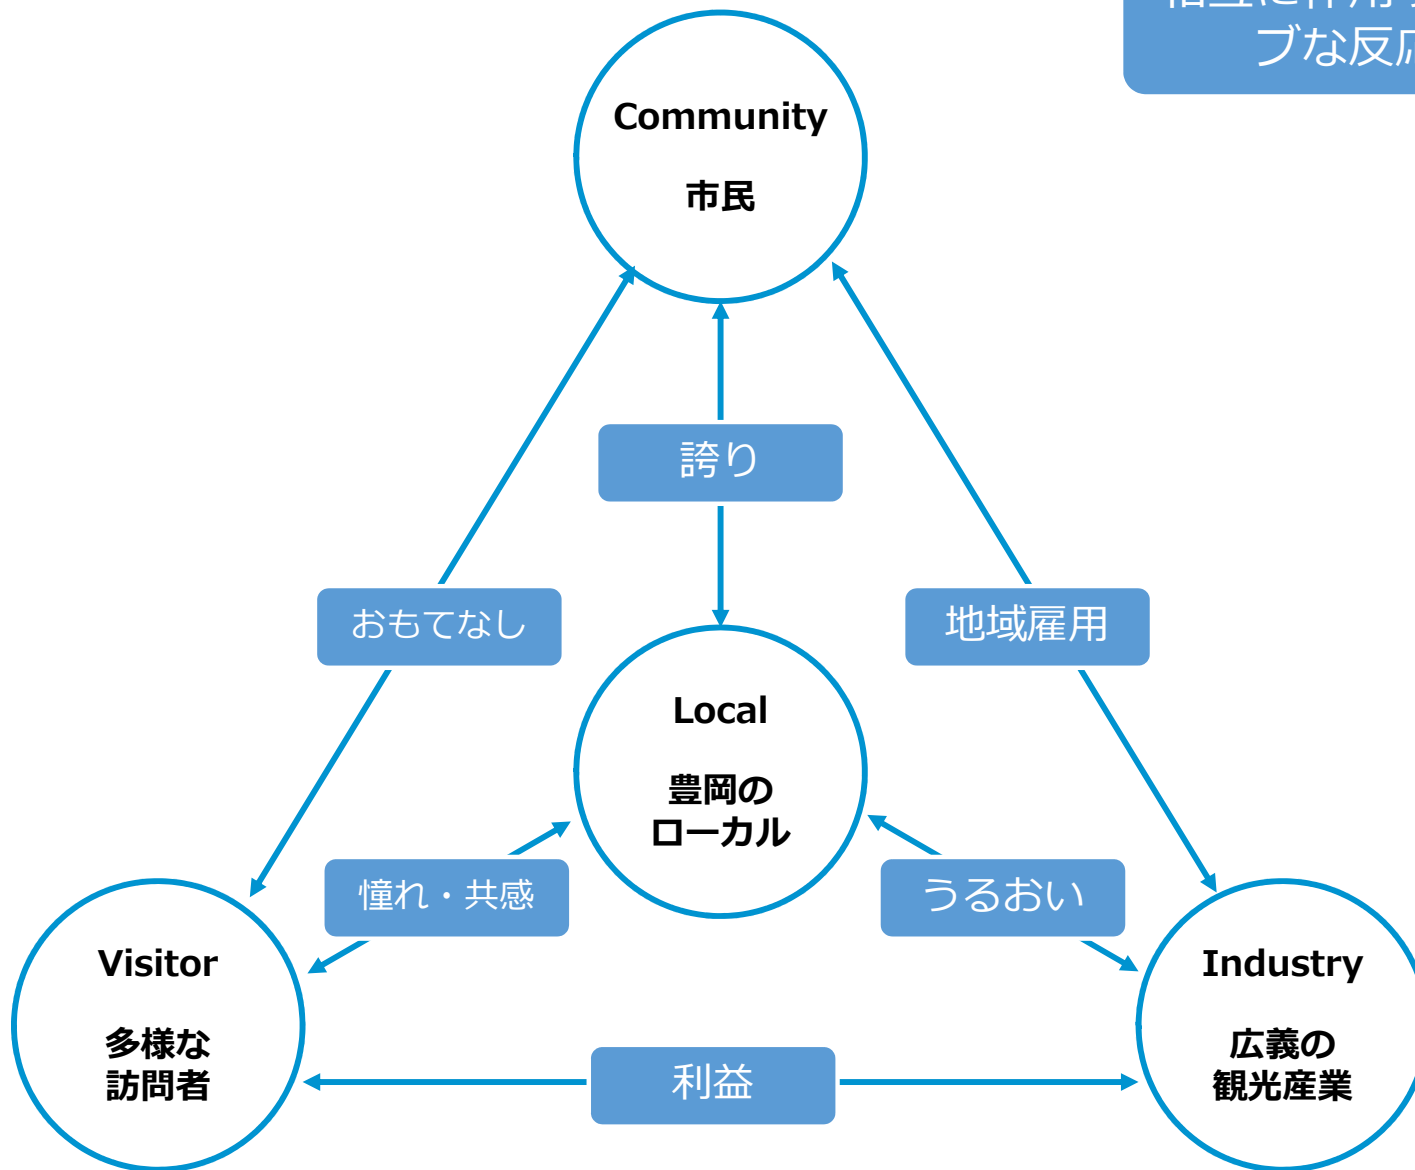 ブな反応
Community
市民
誇り
おもてなし
地域雇用
Local
豊岡の
ローカル
憧れ・共感
うるおい
Visitor
多様な
訪問者
Industry
広義の
観光産業
利益